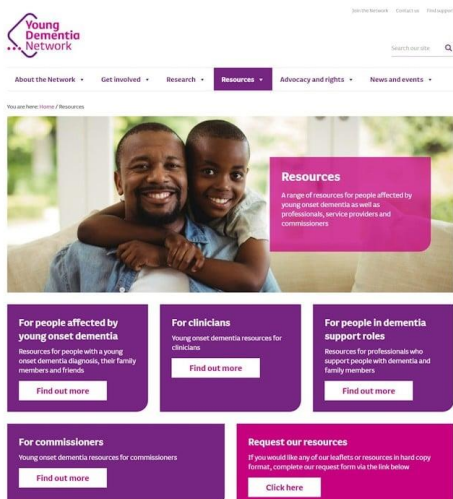 Join the Network Contact us Find support
Young
Dementia
Network
Search our site
About the Network
Get involved
Research
Resources
Advocacy and rights
News and events
You are here: Home / Resources
Resources
A range of resources for people affected by
young onset dementia as well as
professionals, service providers and
commissioners
For people affected by
young onset dementia
Resources for people with a young
onset dementia diagnosis, their family
members and friends
Find out more
For clinicians
Young onset dementia resources for
clinicians
Find out more
For people in dementia
support roles
Resources for professionals who
support people with dementia and
family members
Find out more
For commissioners
Young onset dementia resources for commissioners
Find out more
Request our resources
If you would like any of our leaflets or resources in hard copy
format, complete our request form via the link below
Click here